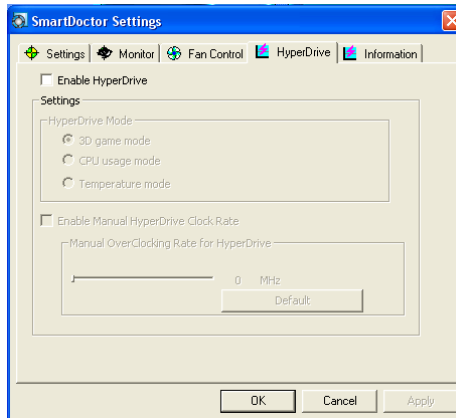 SmartDoctor Settings
Settings Monitor Fan Control HyperDrive Information
Enable HyperDrive
Settings
HyperDrive Mode
3D game mode
CPU usage mode
Temperature mode
Enable Manual HyperDrive Clock Rate
Manual OverClocking Rate for HyperDrive
0 MHz
Default
OK Cancel Apply